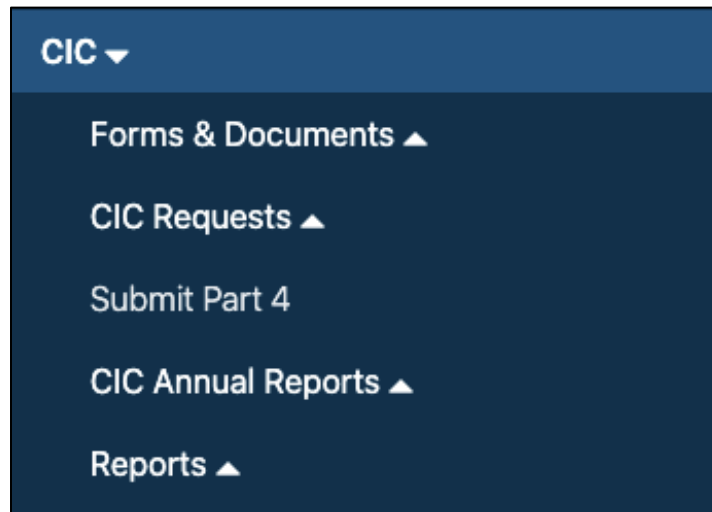 CIC
Forms & Documents
CIC Requests
Submit Part 4
CIC Annual Reports
Reports